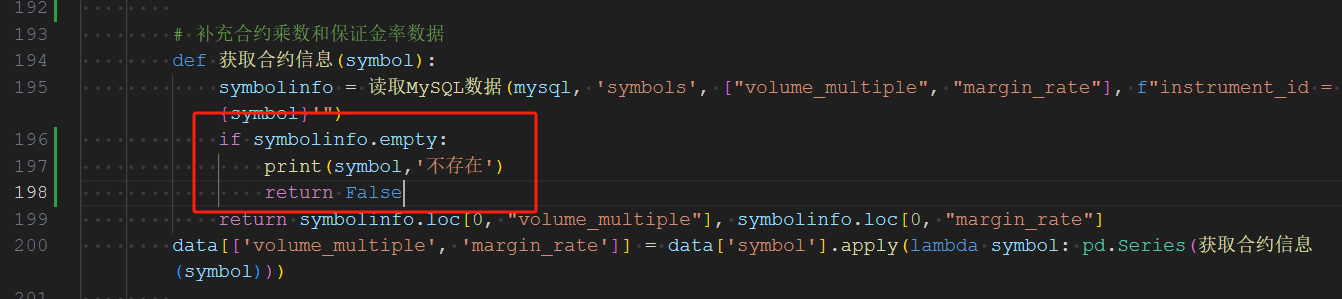 192
193 # 补充合约乘数和保证金率数据
194 def 获取合约信息(symbol):
195 symbolinfo = 读取MySQL数据(mysql, 'symbols', ["volume_multiple", "margin_rate"], f"instrument_id = '
{symbol}'")
196 if symbolinfo.empty:
197 print(symbol,'不存在')
198 return False
199 return symbolinfo.loc[0, "volume_multiple"], symbolinfo.loc[0, "margin_rate"]
200 data[['volume_multiple', 'margin_rate']] = data['symbol'].apply(lambda symbol: pd.Series(获取合约信息
(symbol)))
201